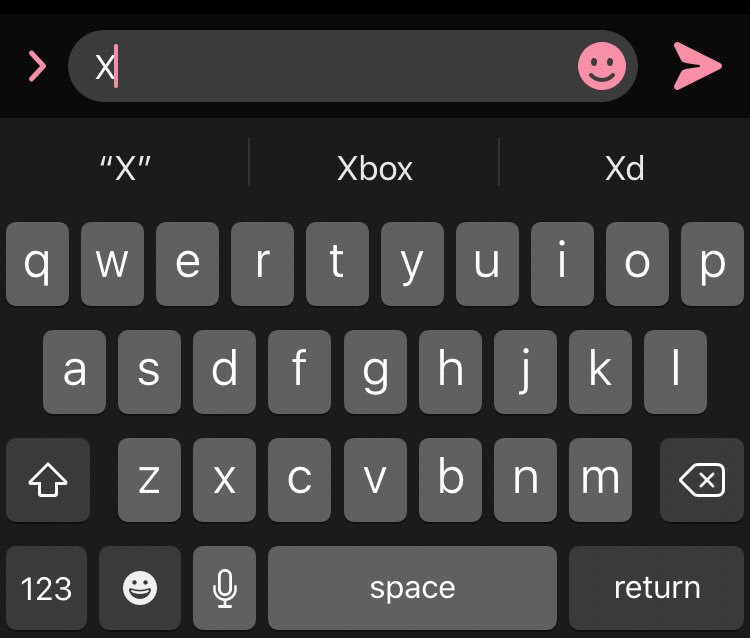 X
“X” Xbox Xd
q w e r t y u i o p
a s d f g h j k l
z x c v b n m
123 space return